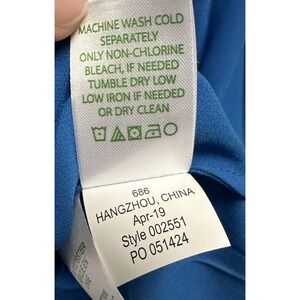 MACHINE WASH COLD
SEPARATELY
ONLY NON-CHLORINE
BLEACH, IF NEEDED
TUMBLE DRY LOW
LOW IRON IF NEEDED
OR DRY CLEAN
686
HANGZHOU, CHINA
Apr-19
Style 002551
PO 051424